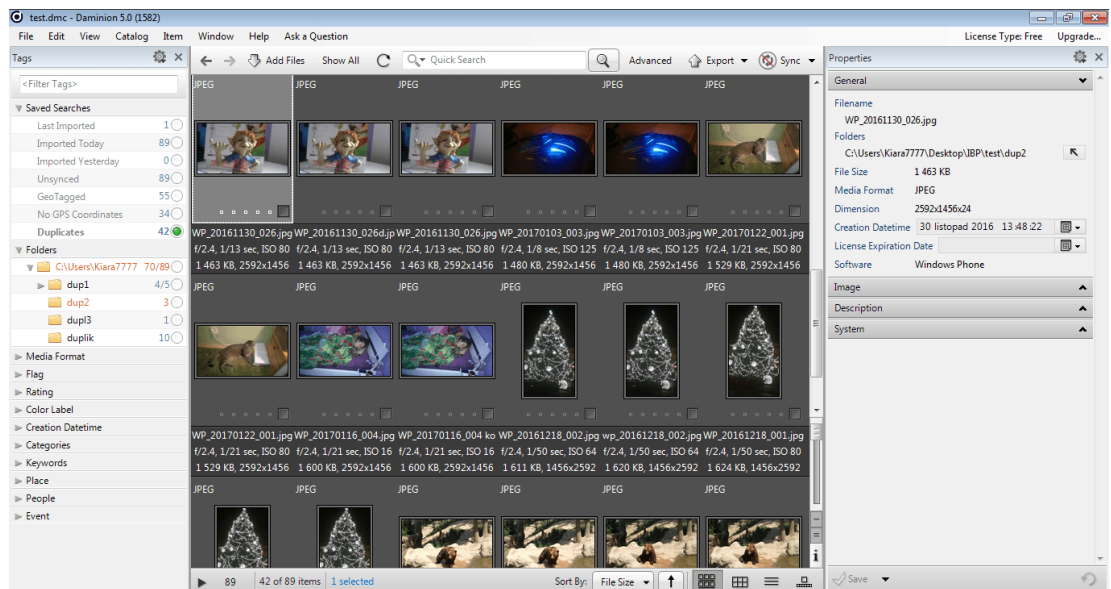 test.dmc - Daminion 5.0 (1582)
File Edit View Catalog Item Window Help Ask a Question License Type: Free Upgrade...
Tags
<Filter Tags>
Saved Searches
Last Imported 1
Imported Today 89
Imported Yesterday 0
Unsynced 89
GeoTagged 55
No GPS Coordinates 34
Duplicates 42
Folders
C:\Users\Kiara7777 70/89
dup1 4/5
dup2 3
dupl3 1
duplik 10
Media Format
Flag
Rating
Color Label
Creation Datetime
Categories
Keywords
Place
People
Event
Add Files Show All Quick Search Advanced Export Sync
JPEG JPEG JPEG JPEG JPEG JPEG
WP_20161130_026.jpg WP_20161130_026d.jp WP_20161130_026.jpg WP_20170103_003.jpg WP_20170103_003.jpg WP_20170122_001.jpg
f/2.4, 1/13 sec, ISO 80 f/2.4, 1/13 sec, ISO 80 f/2.4, 1/13 sec, ISO 80 f/2.4, 1/8 sec, ISO 125 f/2.4, 1/8 sec, ISO 125 f/2.4, 1/21 sec, ISO 80
1 463 KB, 2592x1456 1 463 KB, 2592x1456 1 463 KB, 2592x1456 1 480 KB, 2592x1456 1 480 KB, 2592x1456 1 529 KB, 2592x1456
JPEG JPEG JPEG JPEG JPEG JPEG
WP_20170122_001.jpg WP_20170116_004.jpg WP_20170116_004 ko WP_20161218_002.jpg wp_20161218_002.jpg WP_20161218_001.jpg
f/2.4, 1/21 sec, ISO 80 f/2.4, 1/21 sec, ISO 16 f/2.4, 1/21 sec, ISO 16 f/2.4, 1/50 sec, ISO 64 f/2.4, 1/50 sec, ISO 64 f/2.4, 1/50 sec, ISO 80
1 529 KB, 2592x1456 1 600 KB, 2592x1456 1 600 KB, 2592x1456 1 611 KB, 1456x2592 1 620 KB, 1456x2592 1 624 KB, 1456x2592
JPEG JPEG JPEG JPEG JPEG JPEG
89 42 of 89 items 1 selected Sort By: File Size
Properties
General
Filename
WP_20161130_026.jpg
Folders
C:\Users\Kiara7777\Desktop\IBP\test\dup2
File Size 1 463 KB
Media Format JPEG
Dimension 2592x1456x24
Creation Datetime 30 listopad 2016 13:48:22
License Expiration Date
Software Windows Phone
Image
Description
System
Save